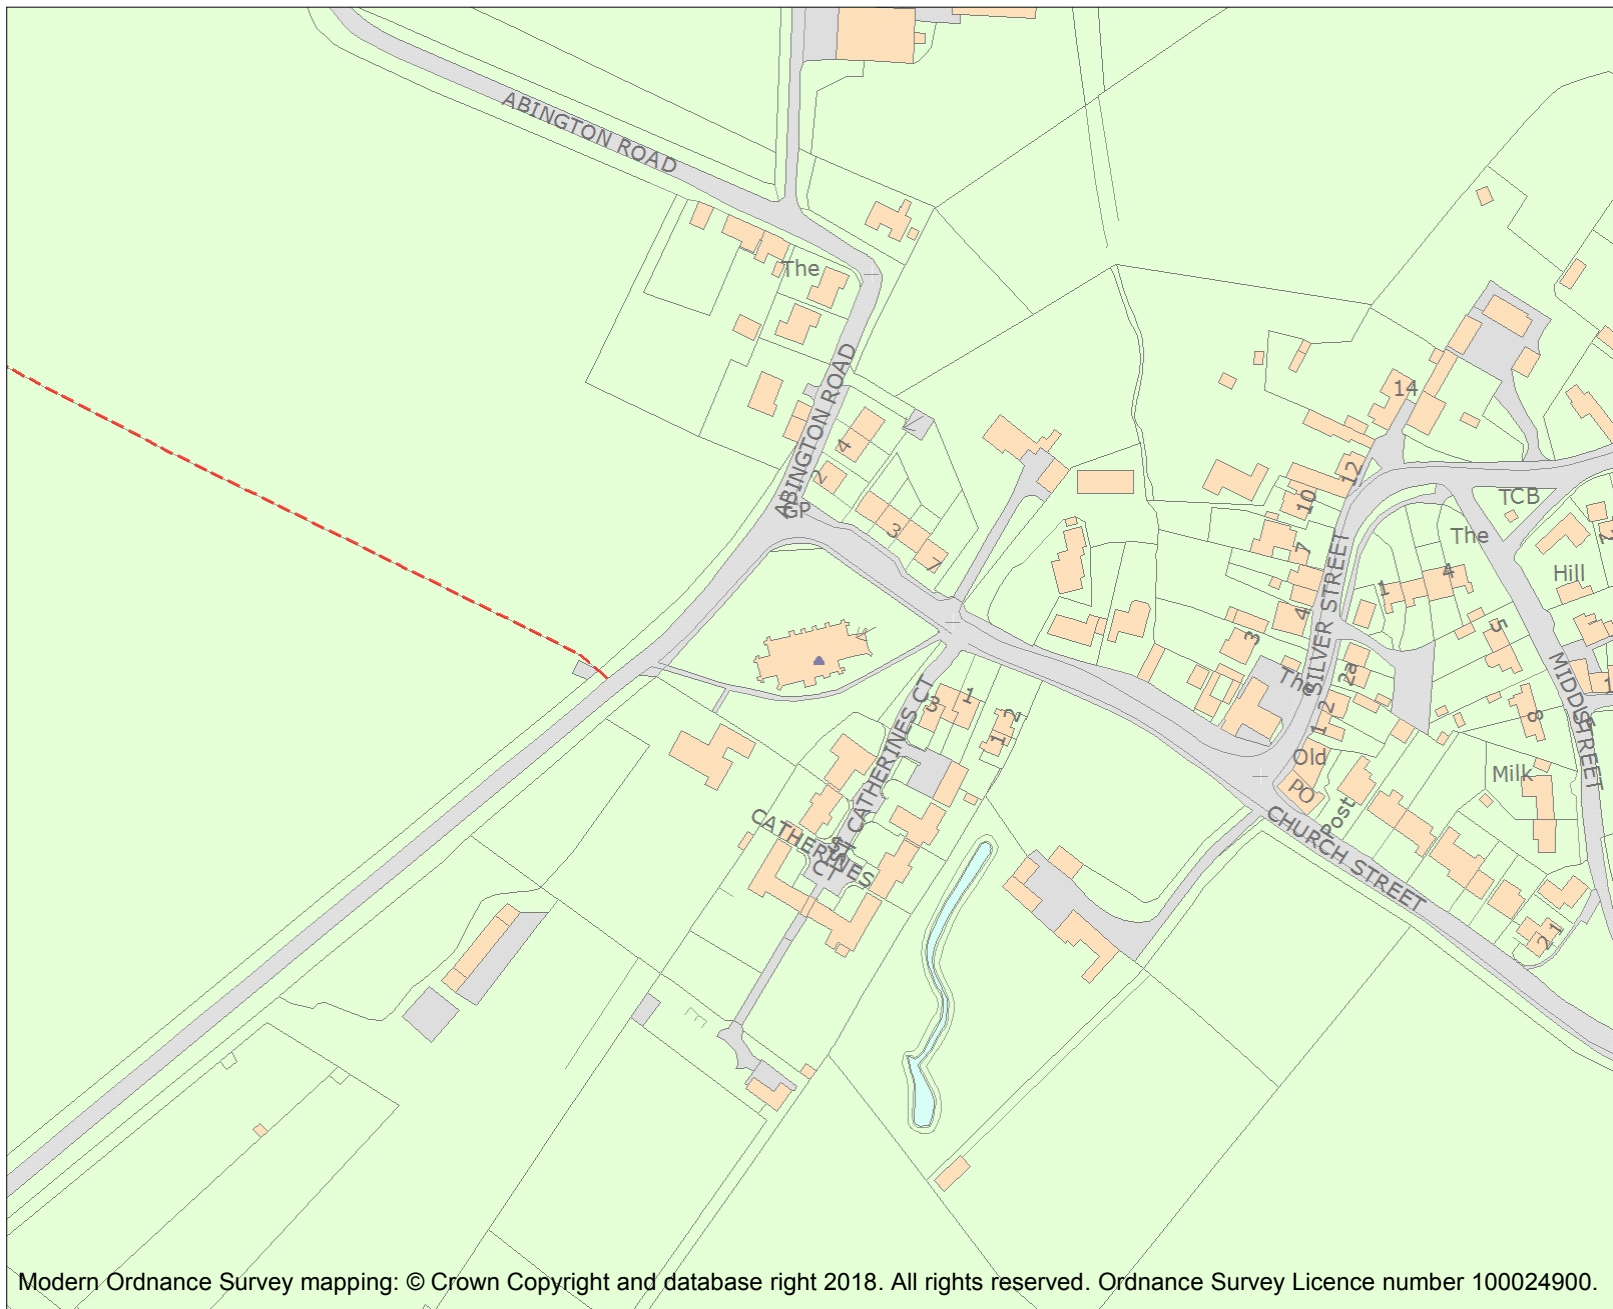 ABINGTON ROAD
The
ABINGTON ROAD
4
2
GP
3
7
14
12
10
7
4
3
SILVER STREET
TCB
The
Hill
4
1
5
2a
The
1 2
Old
PO
Post
Milk
8
MIDDLE STREET
CHURCH STREET
2 1
3
1
2
1
ST CATHERINES CT
ST
CATHERINES
CT
Modern Ordnance Survey mapping: © Crown Copyright and database right 2018. All rights reserved. Ordnance Survey Licence number 100024900.